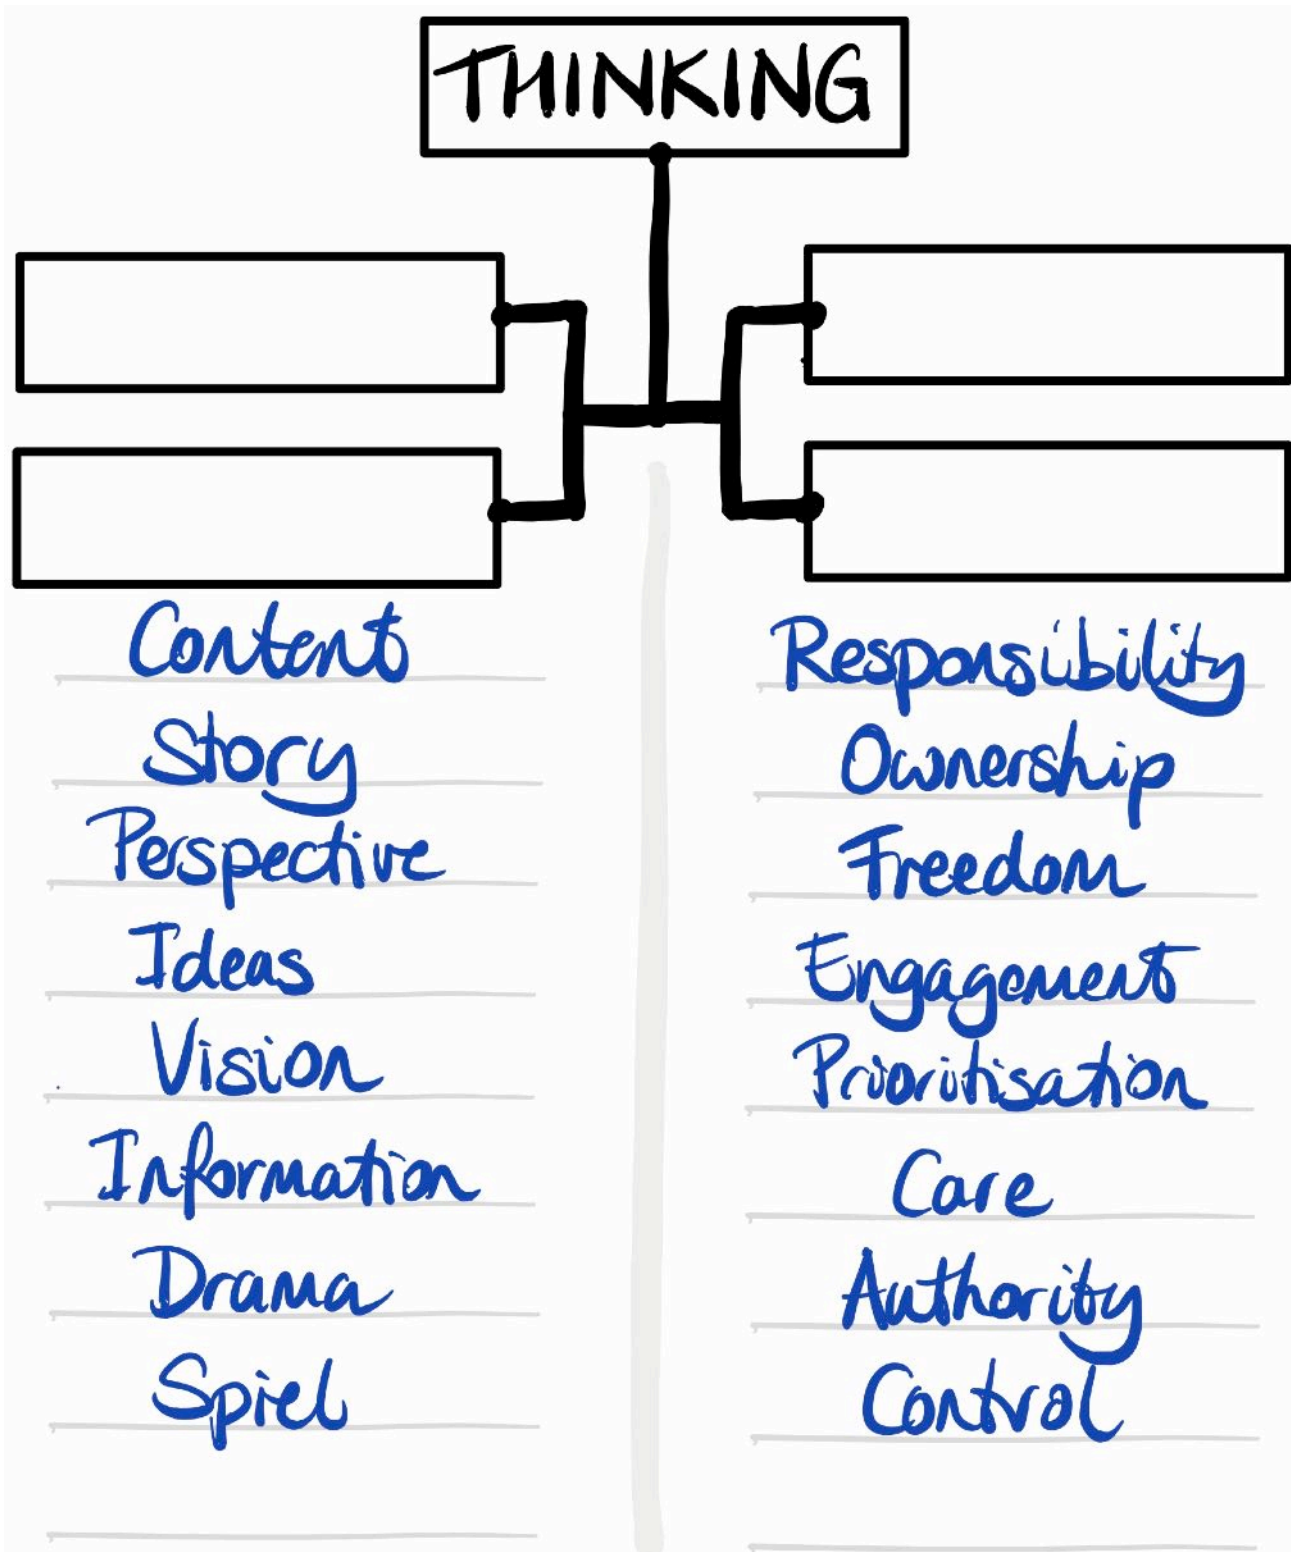 THINKING
Content
Story
Perspective
Ideas
Vision
Information
Drama
Spiel
Responsibility
Ownership
Freedom
Engagement
Prioritisation
Care
Authority
Control